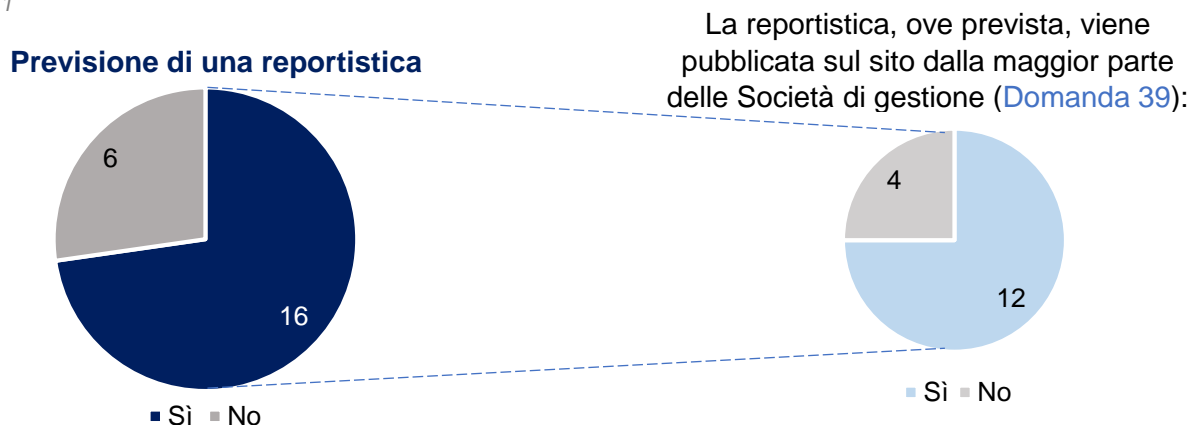 Previsione di una reportistica
6
16
Sì No
La reportistica, ove prevista, viene
pubblicata sul sito dalla maggior parte
delle Società di gestione (Domanda 39):
4
12
Sì No